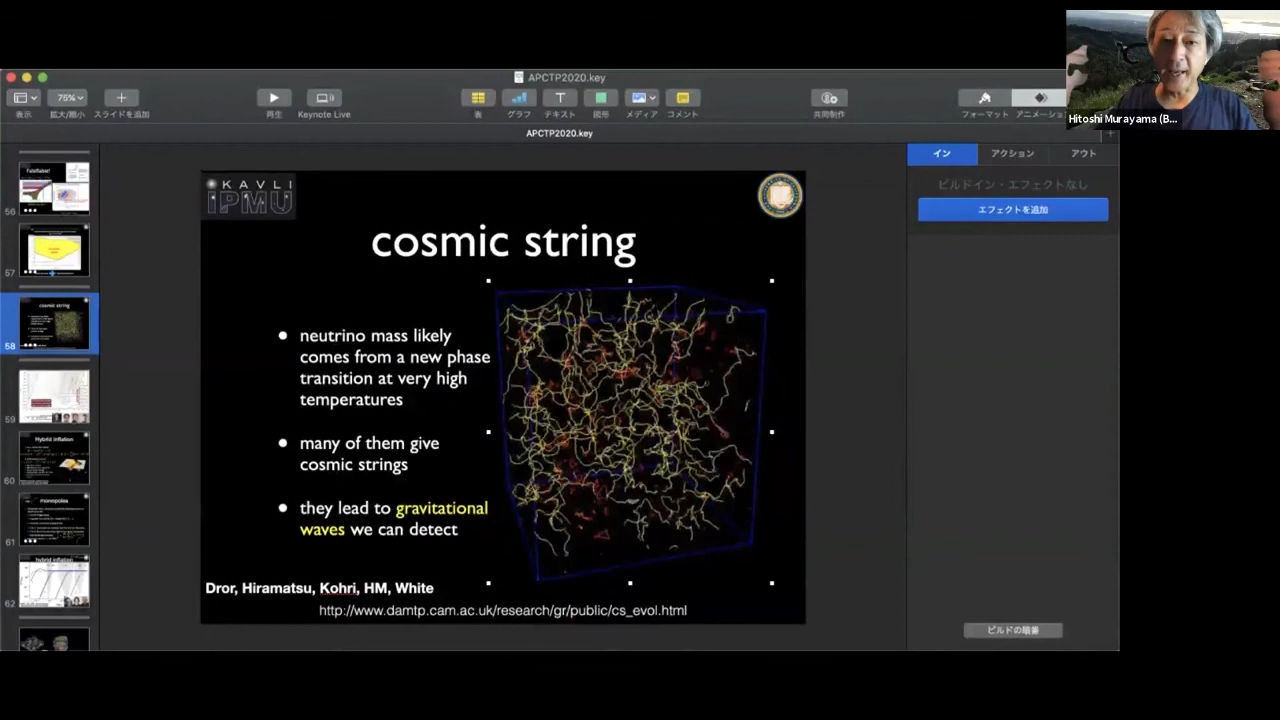 Hitoshi Murayama (B...
APCTP2020.key
75%
表示
拡大/縮小
スライドを追加
再生
Keynote Live
表
グラフ
テキスト
図形
メディア
コメント
共同制作
フォーマット
アニメーション
APCTP2020.key
イン
アクション
アウト
ビルドイン・エフェクトなし
エフェクトを追加
KAVLI
IPMU
cosmic string
neutrino mass likely
comes from a new phase
transition at very high
temperatures
many of them give
cosmic strings
they lead to gravitational
waves we can detect
Dror, Hiramatsu, Kohri, HM, White
http://www.damtp.cam.ac.uk/research/gr/public/cs_evol.html
Falsifiable!
56
57
cosmic string
58
59
Hybrid inflation
60
monopoles
61
hybrid inflation
62
ビルドの順番